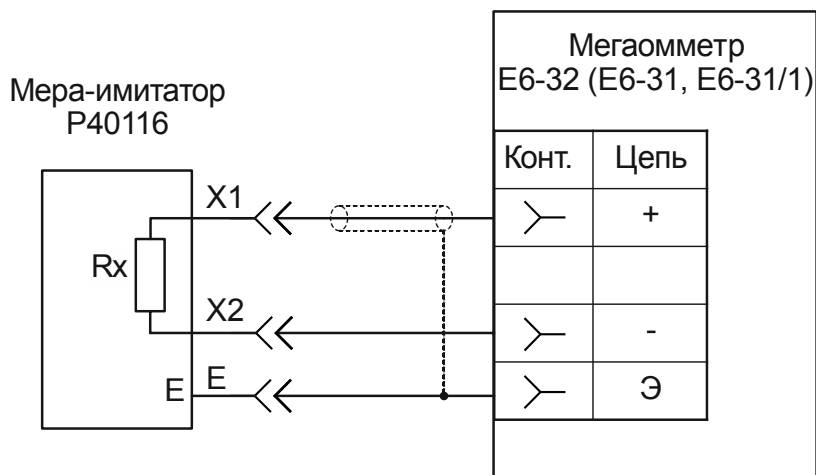 Мера-имитатор
Р40116
Мегаомметр
Е6-32 (Е6-31, Е6-31/1)
Конт. Цепь
X1
+
Rx
X2
-
E E
Э